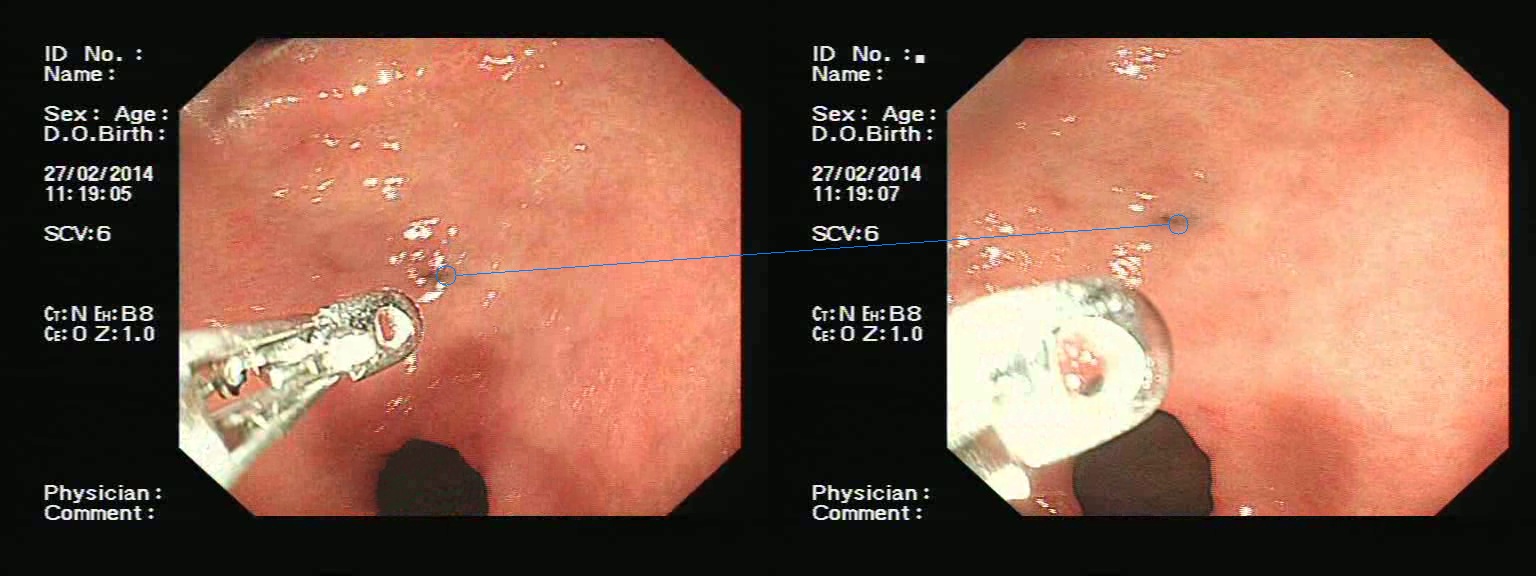 ID No. :
Name :
Sex : Age :
D.O.Birth :
27/02/2014
11:19:05
SCV:6
CT:N EH:B8
CE:0 Z:1.0
Physician :
Comment :
ID No. :
Name :
Sex : Age :
D.O.Birth :
27/02/2014
11:19:07
SCV:6
CT:N EH:B8
CE:0 Z:1.0
Physician :
Comment :